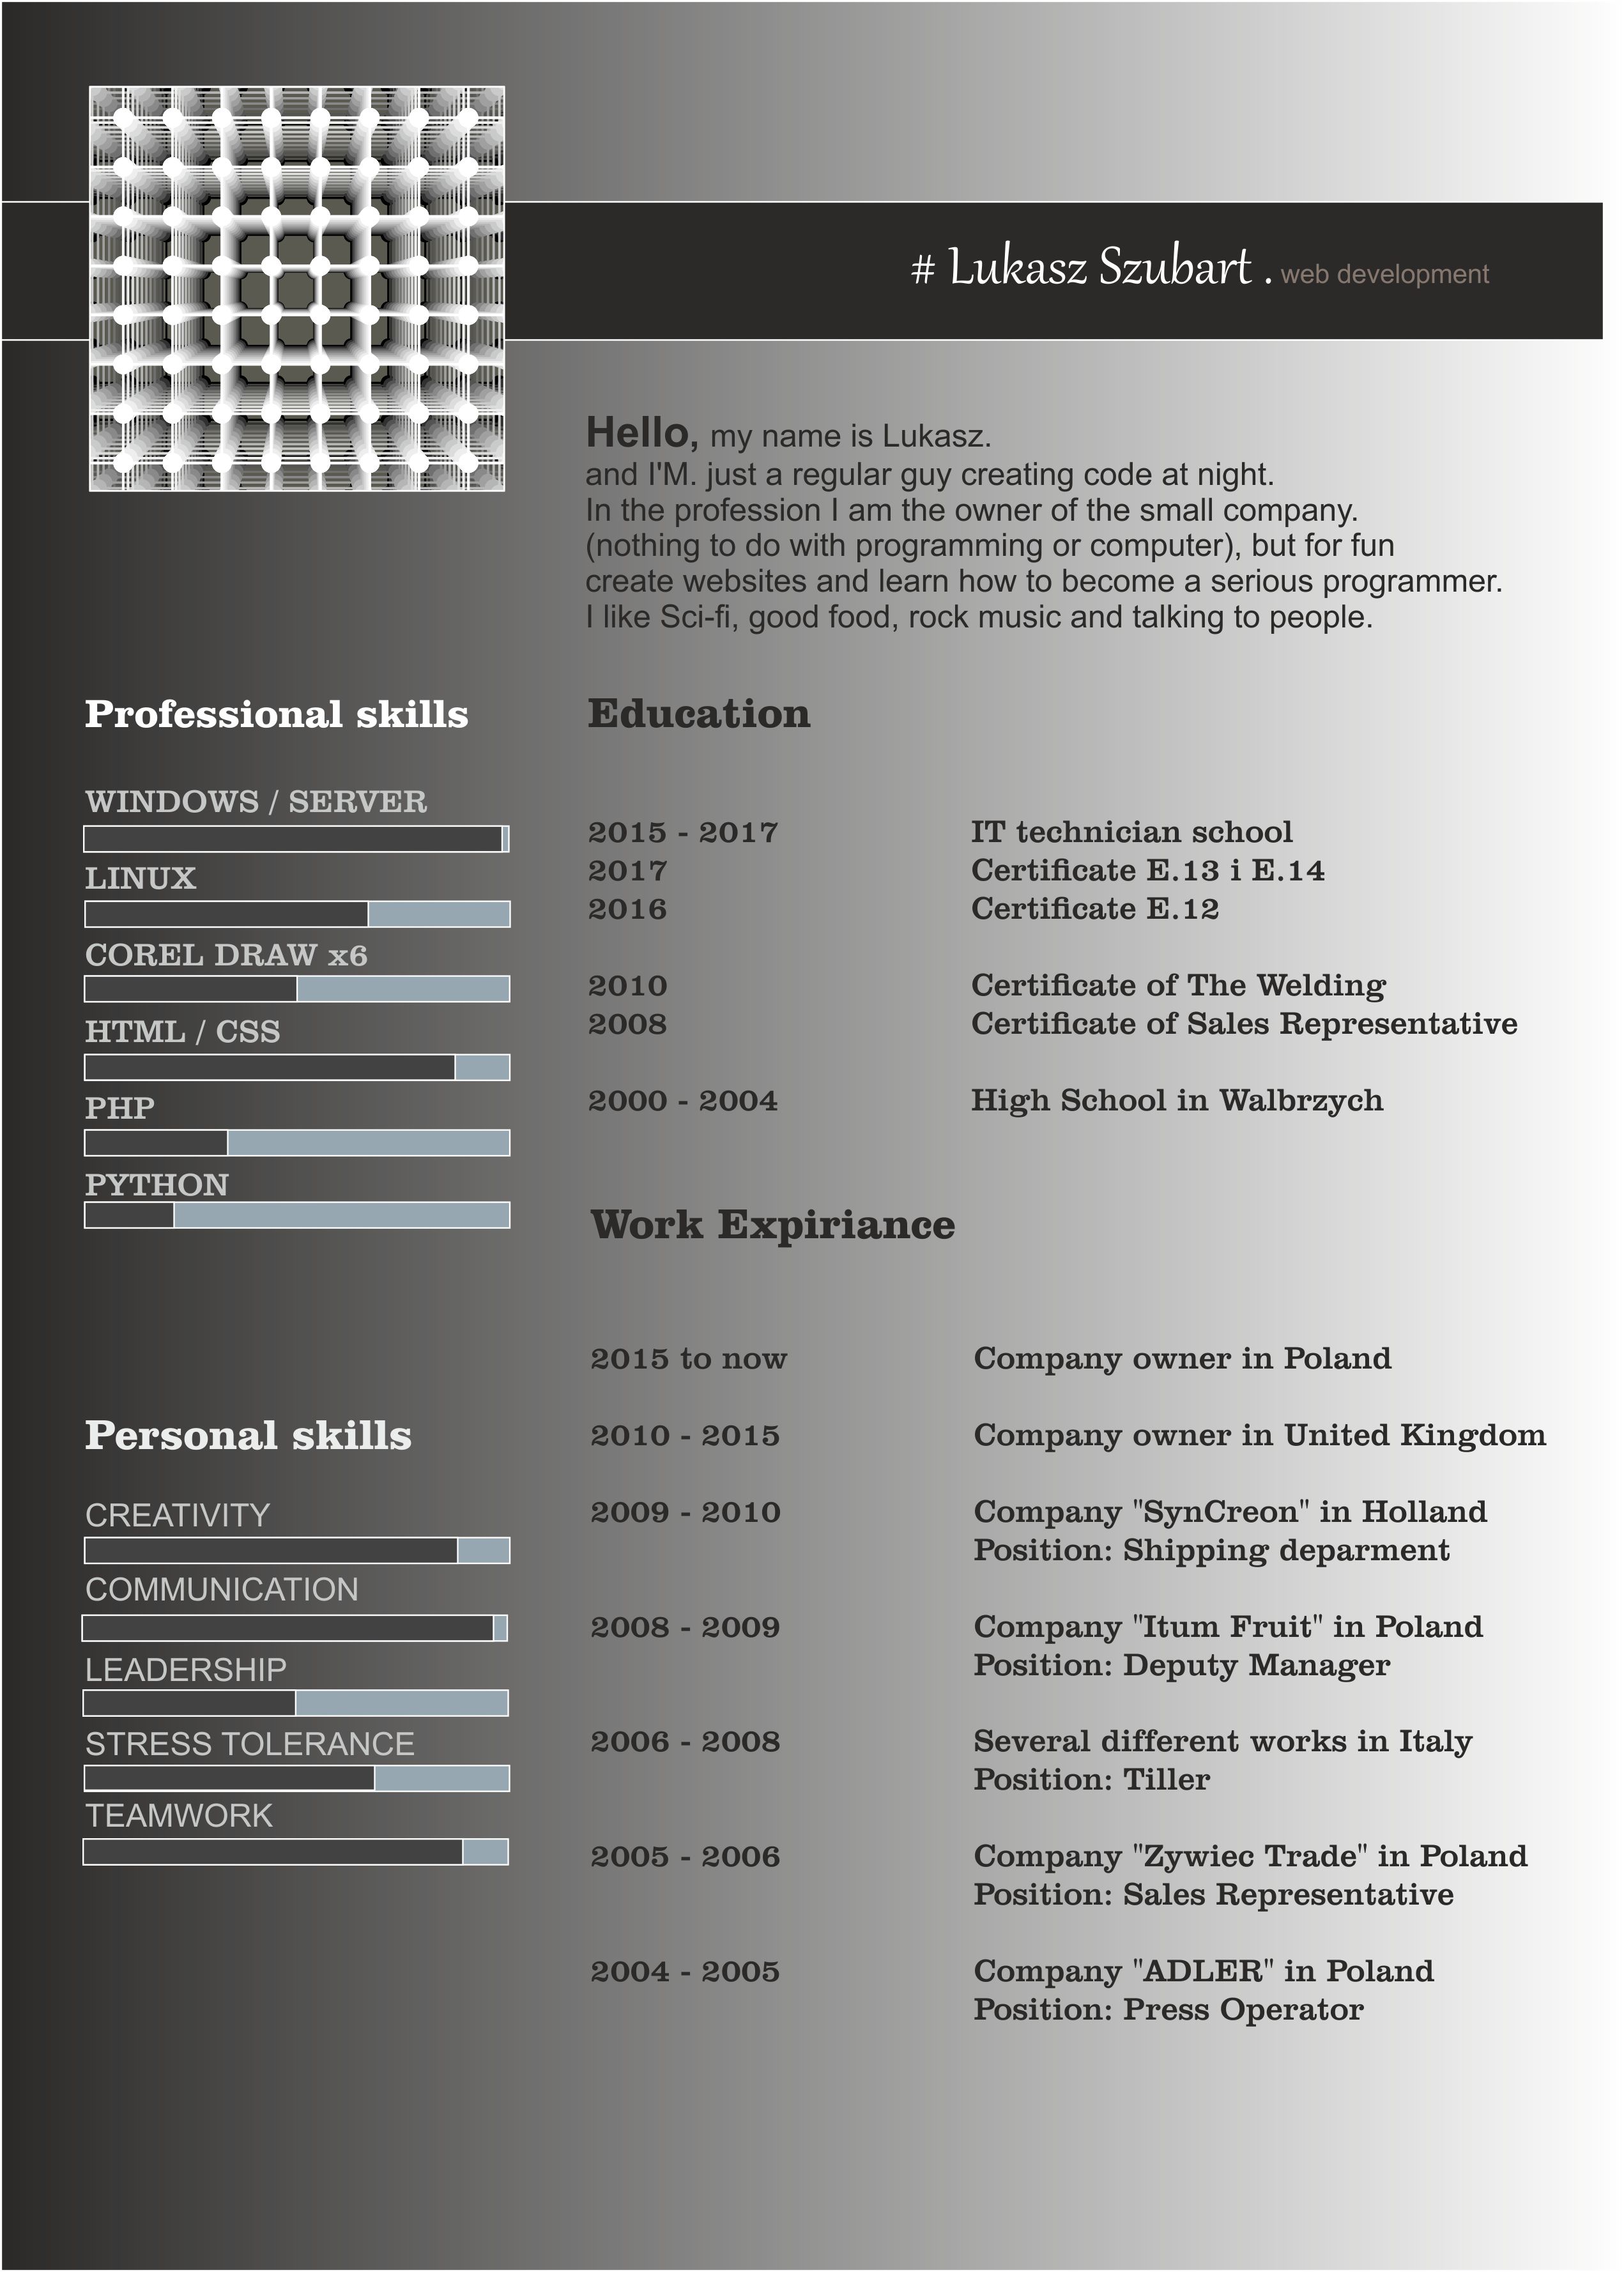 # Lukasz Szubart . web development
Hello, my name is Lukasz.
and I'M. just a regular guy creating code at night.
In the profession I am the owner of the small company.
(nothing to do with programming or computer), but for fun
create websites and learn how to become a serious programmer.
I like Sci-fi, good food, rock music and talking to people.
Professional skills
WINDOWS / SERVER
LINUX
COREL DRAW x6
HTML / CSS
PHP
PYTHON
Personal skills
CREATIVITY
COMMUNICATION
LEADERSHIP
STRESS TOLERANCE
TEAMWORK
Education
2015 - 2017 IT technician school
2017 Certificate E.13 i E.14
2016 Certificate E.12
2010 Certificate of The Welding
2008 Certificate of Sales Representative
2000 - 2004 High School in Walbrzych
Work Expiriance
2015 to now Company owner in Poland
2010 - 2015 Company owner in United Kingdom
2009 - 2010 Company "SynCreon" in Holland
Position: Shipping deparment
2008 - 2009 Company "Itum Fruit" in Poland
Position: Deputy Manager
2006 - 2008 Several different works in Italy
Position: Tiller
2005 - 2006 Company "Zywiec Trade" in Poland
Position: Sales Representative
2004 - 2005 Company "ADLER" in Poland
Position: Press Operator